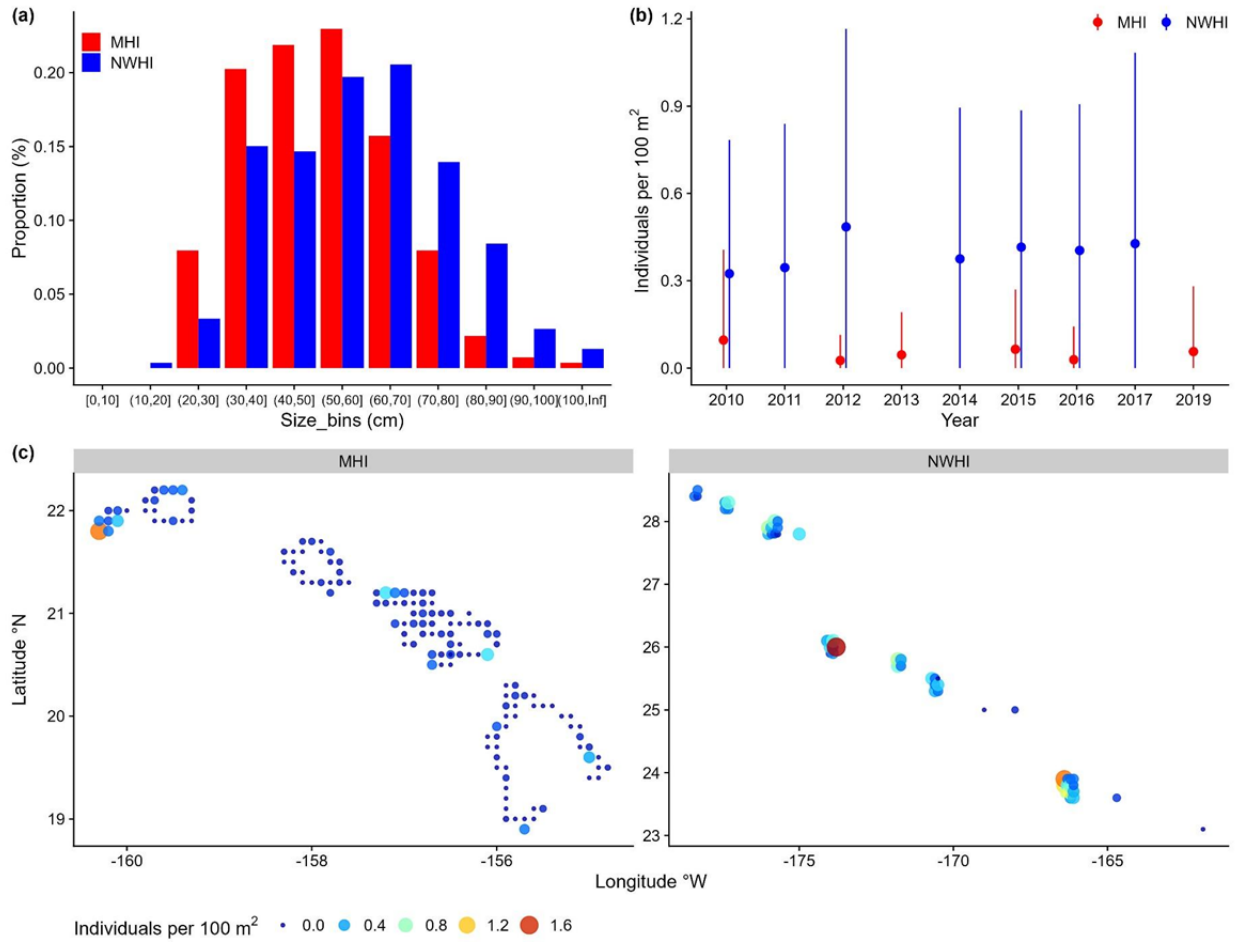 (a)
MHI
NWHI
Proportion (%)
0.20
0.15
0.10
0.05
0.00
[0,10] (10,20] (20,30] (30,40] (40,50] (50,60] (60,70] (70,80] (80,90] (90,100] (100,Inf]
Size_bins (cm)
(b)
MHI NWHI
Individuals per 100 m²
1.2
0.9
0.6
0.3
0.0
2010 2011 2012 2013 2014 2015 2016 2017 2019
Year
(c)
MHI
NWHI
Latitude °N
22
21
20
19
-160 -158 -156
28
27
26
25
24
23
-175 -170 -165
Longitude °W
Individuals per 100 m² 0.0 0.4 0.8 1.2 1.6